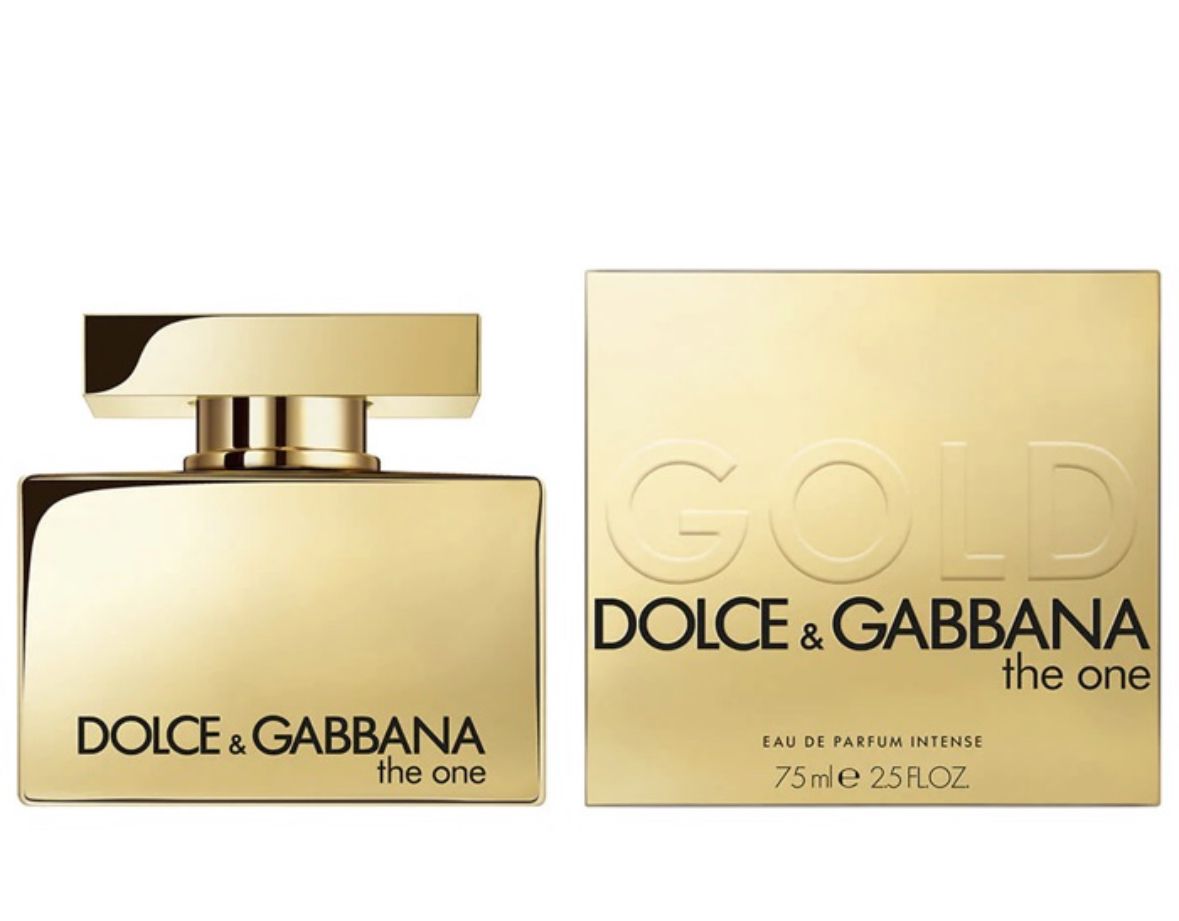 DOLCE & GABBANA
the one
GOLD
DOLCE & GABBANA
the one
EAU DE PARFUM INTENSE
75 ml e 2.5 FL.OZ.